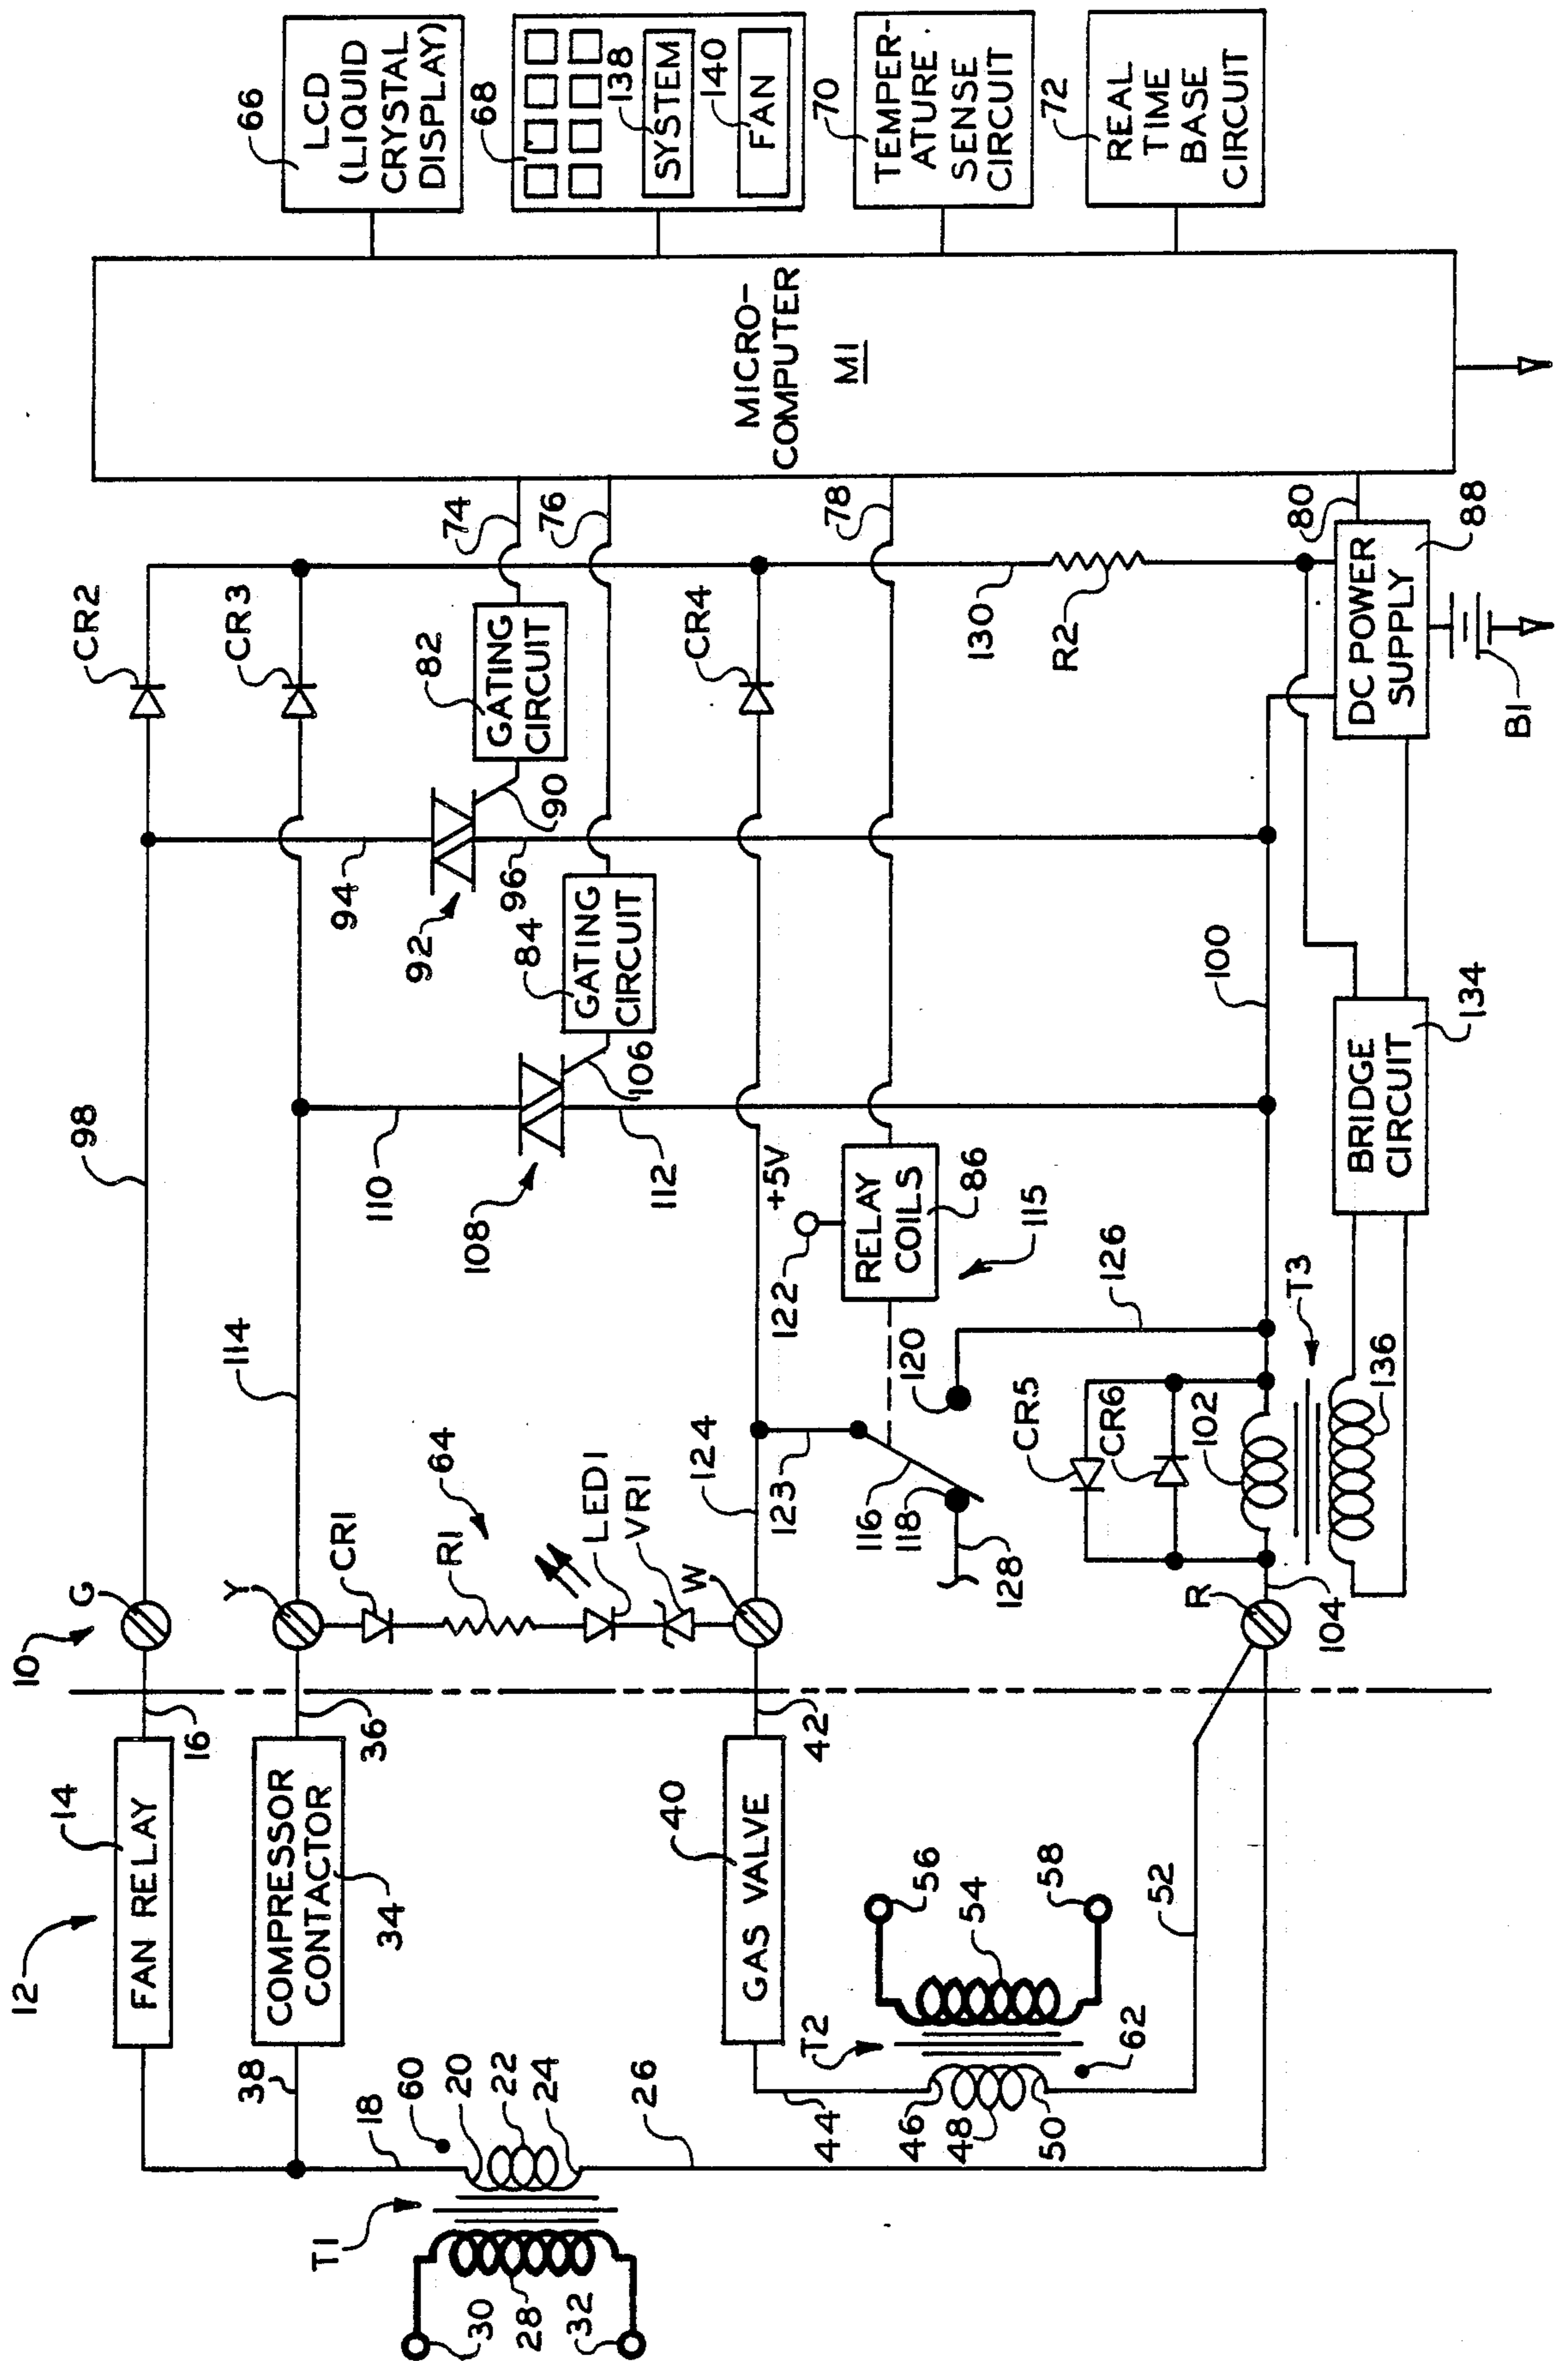 10
12
14
FAN RELAY
16
G
98
CR2
COMPRESSOR
CONTACTOR
34
36
38
Y
114
CR3
94
92
90
96
82
GATING
CIRCUIT
74
76
110
108
106
112
84
GATING
CIRCUIT
CR1
R1
64
LED1
VR1
W
T1
30
28
32
18
60
20
22
24
26
GAS VALVE
40
42
44
T2
46
48
50
62
54
56
58
52
124
123
116
118
128
120
+5V
122
RELAY
COILS
86
115
126
CR4
78
130
R2
CR5
CR6
102
R
104
T3
136
100
BRIDGE
CIRCUIT
134
DC POWER
SUPPLY
88
80
B1
MICRO-
COMPUTER
M1
66
LCD
(LIQUID
CRYSTAL
DISPLAY)
68
138
SYSTEM
140
FAN
70
TEMPER-
ATURE
SENSE
CIRCUIT
72
REAL
TIME
BASE
CIRCUIT